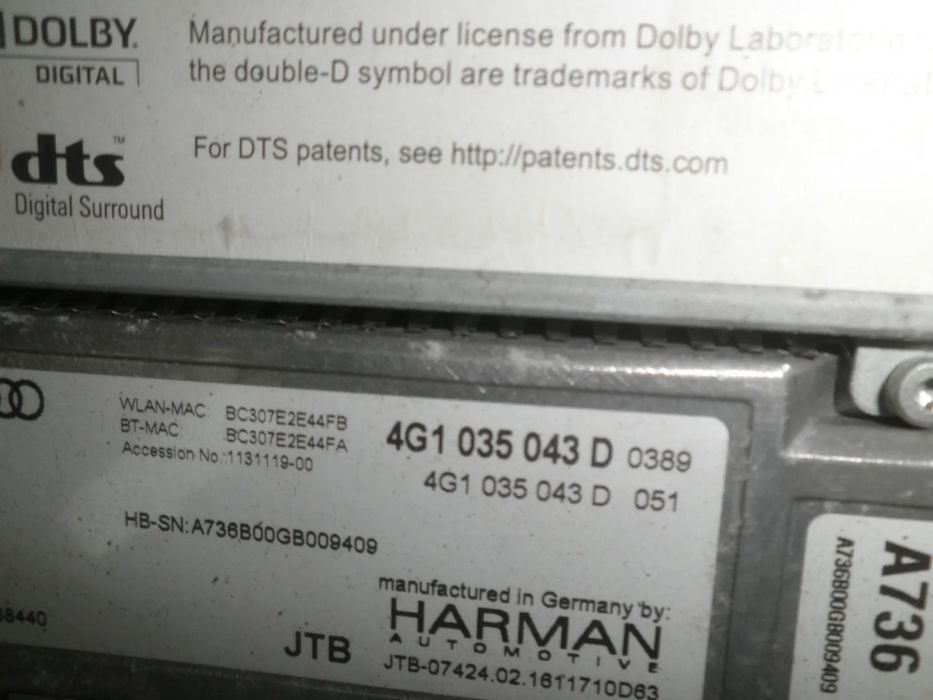 DOLBY.
DIGITAL
Manufactured under license from Dolby
the double-D symbol are trademarks of Dolby
dts™
Digital Surround
For DTS patents, see http://patents.dts.com
WLAN-MAC: BC307E2E44FB
BT-MAC: BC307E2E44FA
Accession No.:1131119-00
4G1 035 043 D 0389
4G1 035 043 D 051
HB-SN:A736B00GB009409
manufactured in Germany by:
HARMAN
AUTOMOTIVE
JTB
JTB-07424.02.1611710D63
8440
A736
A736B00GB009409